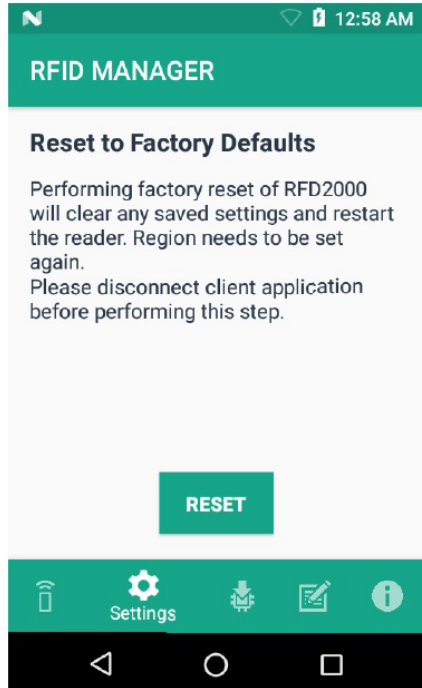 12:58 AM
RFID MANAGER
Reset to Factory Defaults
Performing factory reset of RFD2000
will clear any saved settings and restart
the reader. Region needs to be set
again.
Please disconnect client application
before performing this step.
RESET
Settings